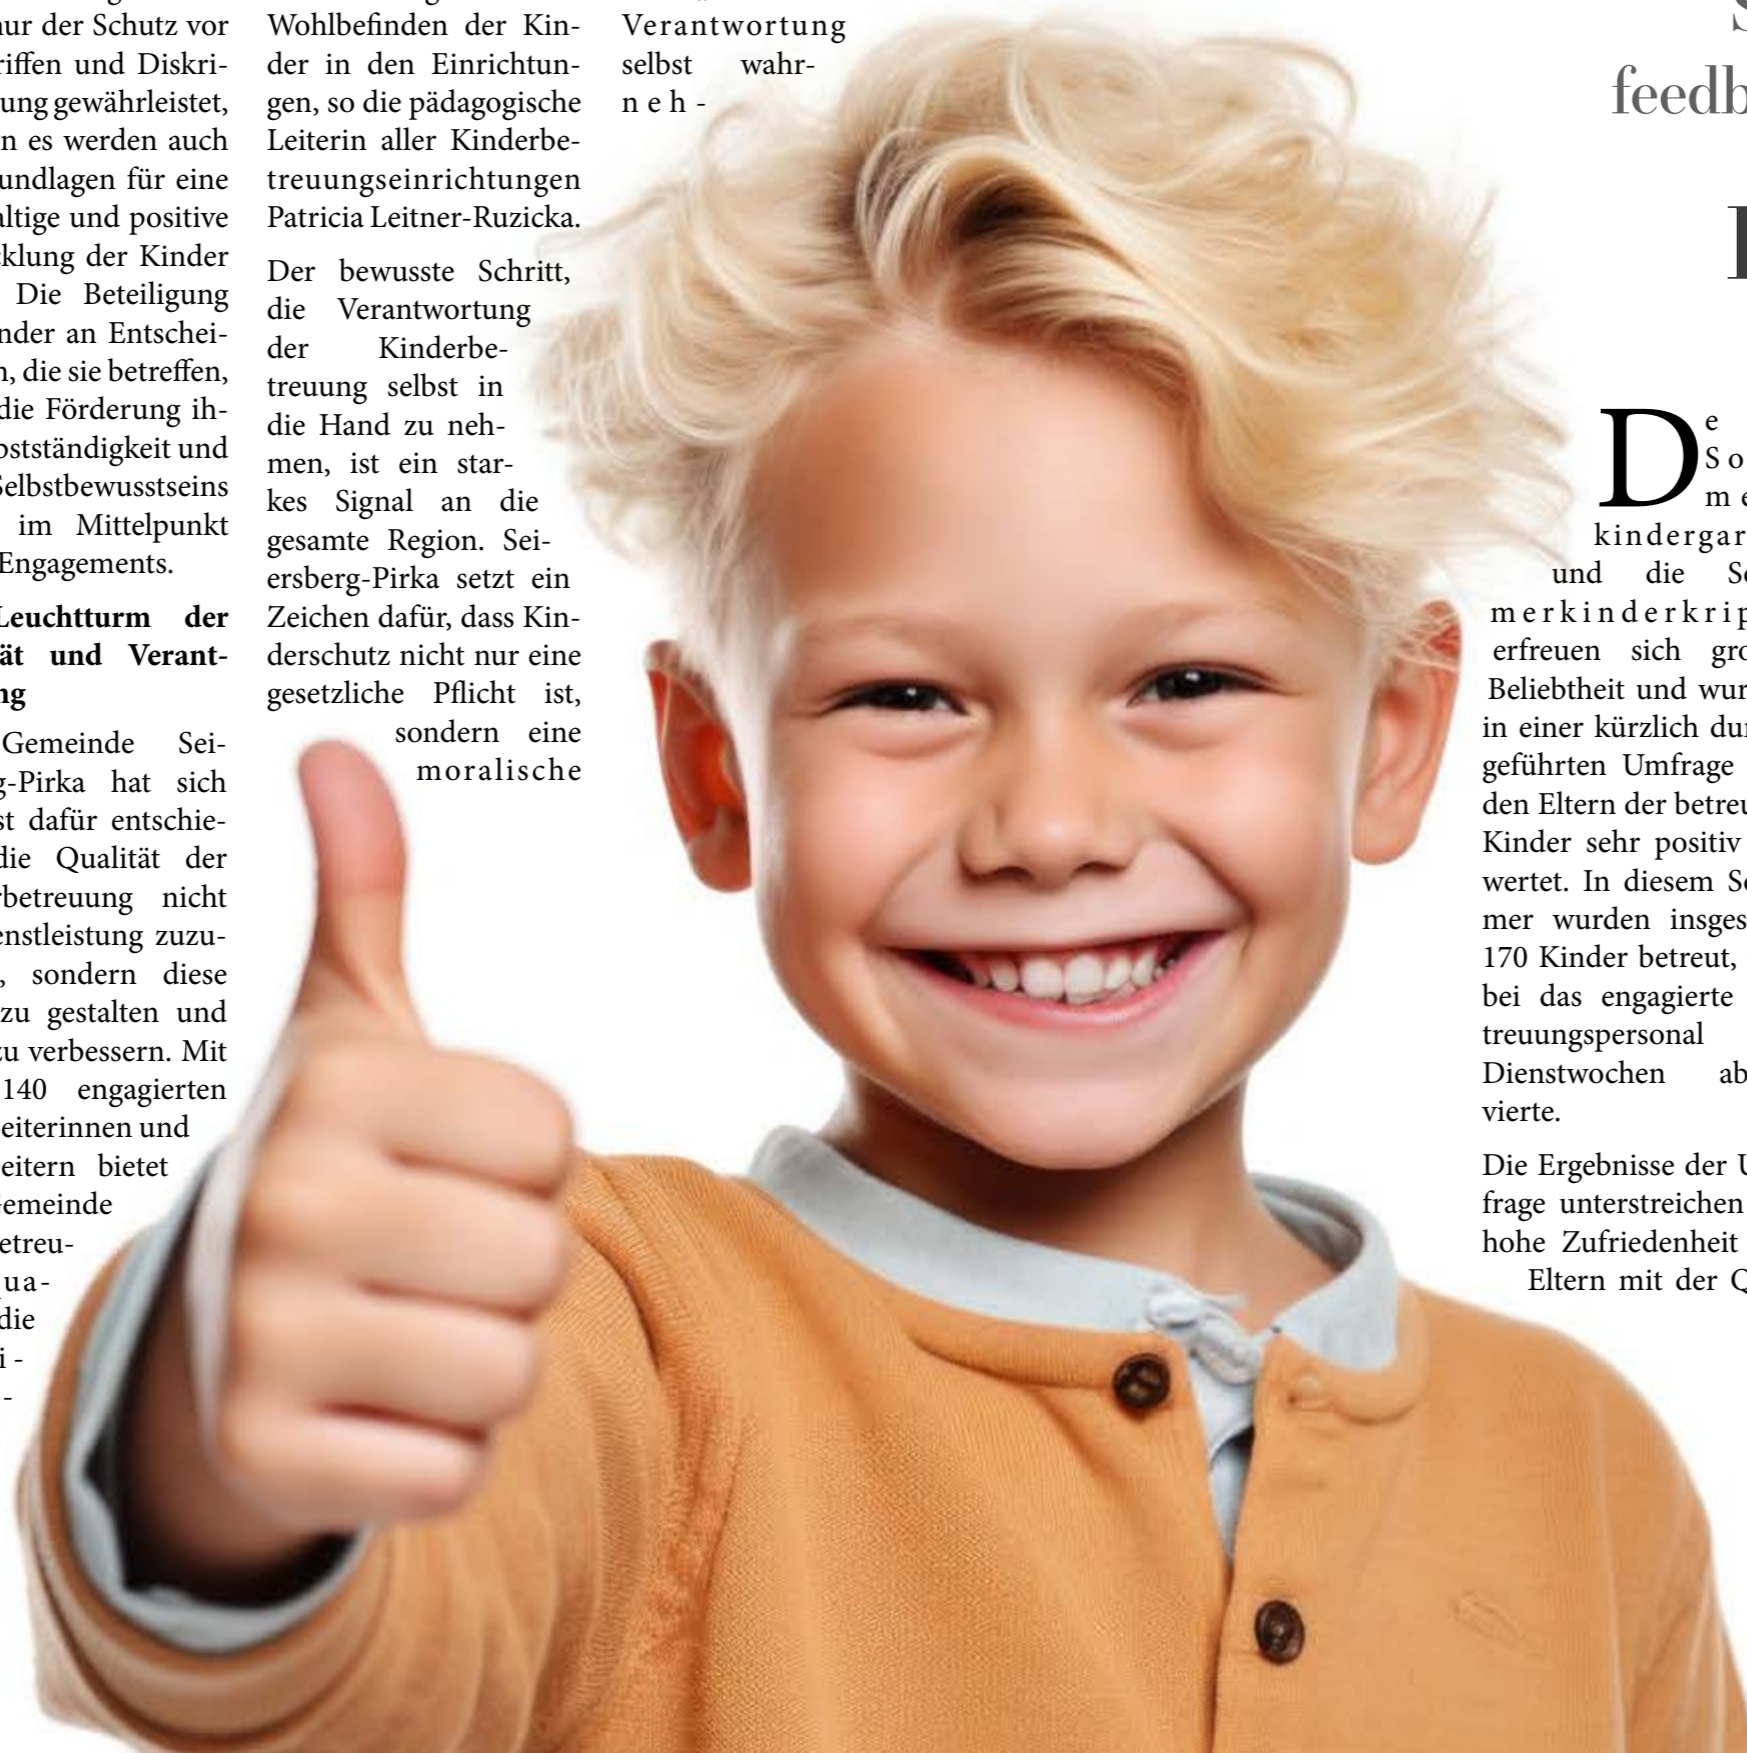 nur der Schutz vor
riffen und Diskri-
ung gewährleistet,
n es werden auch
undlagen für eine
altige und positive
cklung der Kinder
Die Beteiligung
nder an Entschei-
n, die sie betreffen,
die Förderung ih-
bstständigkeit und
Selbstbewusstseins
im Mittelpunkt
Engagements.
Leuchtturm der
ät und Verant-
ng
Gemeinde Sei-
g-Pirka hat sich
st dafür entschie-
die Qualität der
rbetreuung nicht
enstleistung zuzu-
, sondern diese
zu gestalten und
zu verbessern. Mit
140 engagierten
eiterinnen und
eitern bietet
Gemeinde
etreu-
ua-
die
i -
-
Wohlbefinden der Kin-
der in den Einrichtun-
gen, so die pädagogische
Leiterin aller Kinderbe-
treuungseinrichtungen
Patricia Leitner-Ruzicka.
Der bewusste Schritt,
die Verantwortung
der Kinderbe-
treuung selbst in
die Hand zu neh-
men, ist ein star-
kes Signal an die
gesamte Region. Sei-
ersberg-Pirka setzt ein
Zeichen dafür, dass Kin-
derschutz nicht nur eine
gesetzliche Pflicht ist,
sondern eine
moralische
Verantwortung
selbst wahr-
neh-
feedb
De
So
me
kindergar
und die So
merkinderkrip
erfreuen sich gro
Beliebtheit und wur
in einer kürzlich dur
geführten Umfrage
den Eltern der betreu
Kinder sehr positiv
wertet. In diesem So
mer wurden insges
170 Kinder betreut,
bei das engagierte
treuungspersonal
Dienstwochen ab
vierte.
Die Ergebnisse der U
frage unterstreichen
hohe Zufriedenheit
Eltern mit der Q